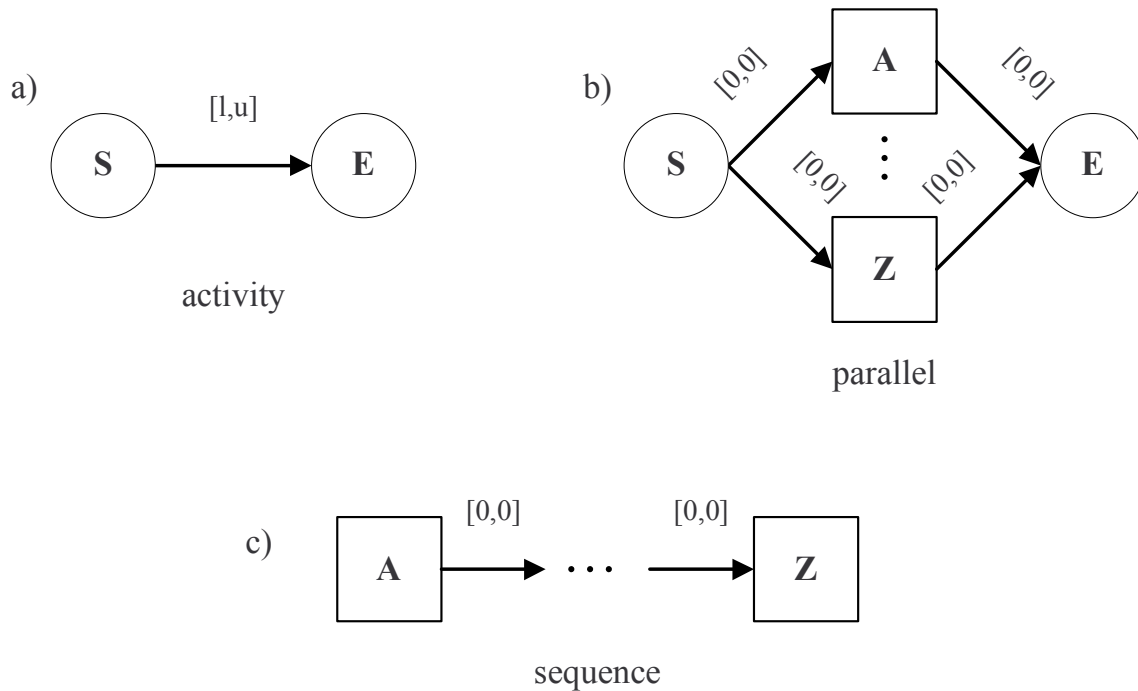 a)
[l,u]
S
E
activity
b)
[0,0]
A
[0,0]
S
[0,0]
[0,0]
E
Z
parallel
c)
[0,0]
[0,0]
A
...
Z
sequence